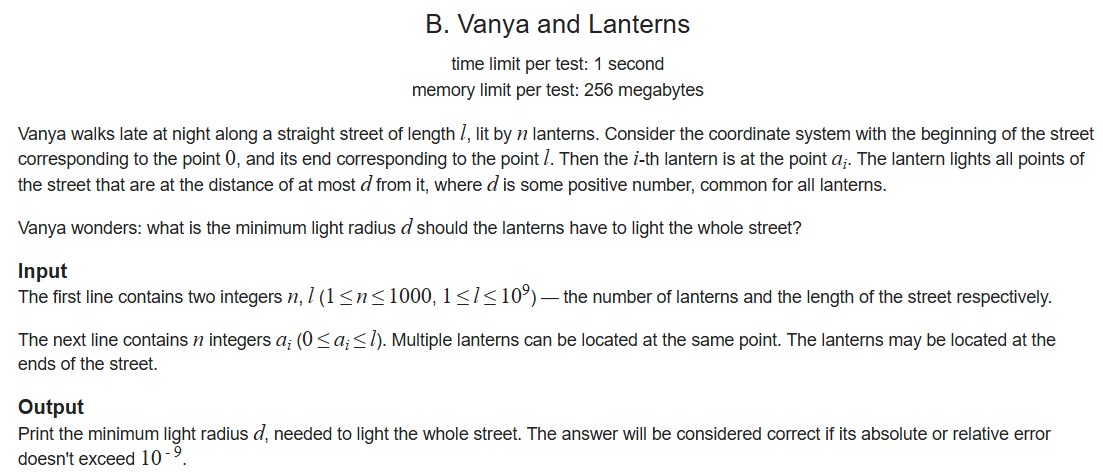 B. Vanya and Lanterns
time limit per test: 1 second
memory limit per test: 256 megabytes
Vanya walks late at night along a straight street of length l, lit by n lanterns. Consider the coordinate system with the beginning of the street
corresponding to the point 0, and its end corresponding to the point l. Then the i-th lantern is at the point a_i. The lantern lights all points of
the street that are at the distance of at most d from it, where d is some positive number, common for all lanterns.
Vanya wonders: what is the minimum light radius d should the lanterns have to light the whole street?
Input
The first line contains two integers n, l (1 ≤ n ≤ 1000, 1 ≤ l ≤ 10^9) — the number of lanterns and the length of the street respectively.
The next line contains n integers a_i (0 ≤ a_i ≤ l). Multiple lanterns can be located at the same point. The lanterns may be located at the
ends of the street.
Output
Print the minimum light radius d, needed to light the whole street. The answer will be considered correct if its absolute or relative error
doesn't exceed 10^-9.